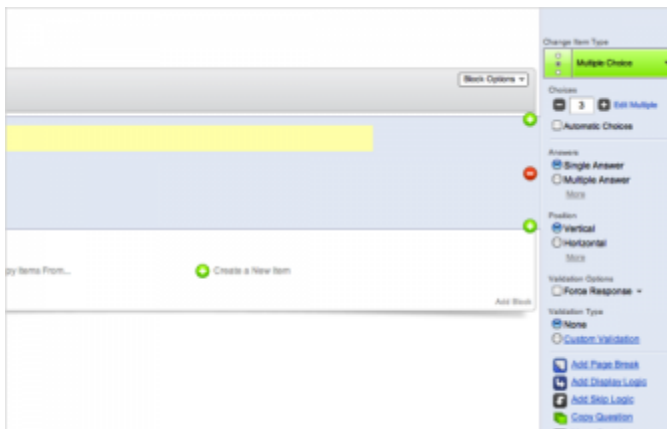 Change Item Type
Multiple Choice
Block Options
Choices
3 Edit Multiple
Automatic Choices
Answers
Single Answer
Multiple Answer
More
Position
Vertical
Horizontal
More
py Items From...
Create a New Item
Validation Options
Force Response
Add Block
Validation Type
None
Custom Validation
Add Page Break
Add Display Logic
Add Skip Logic
Copy Question